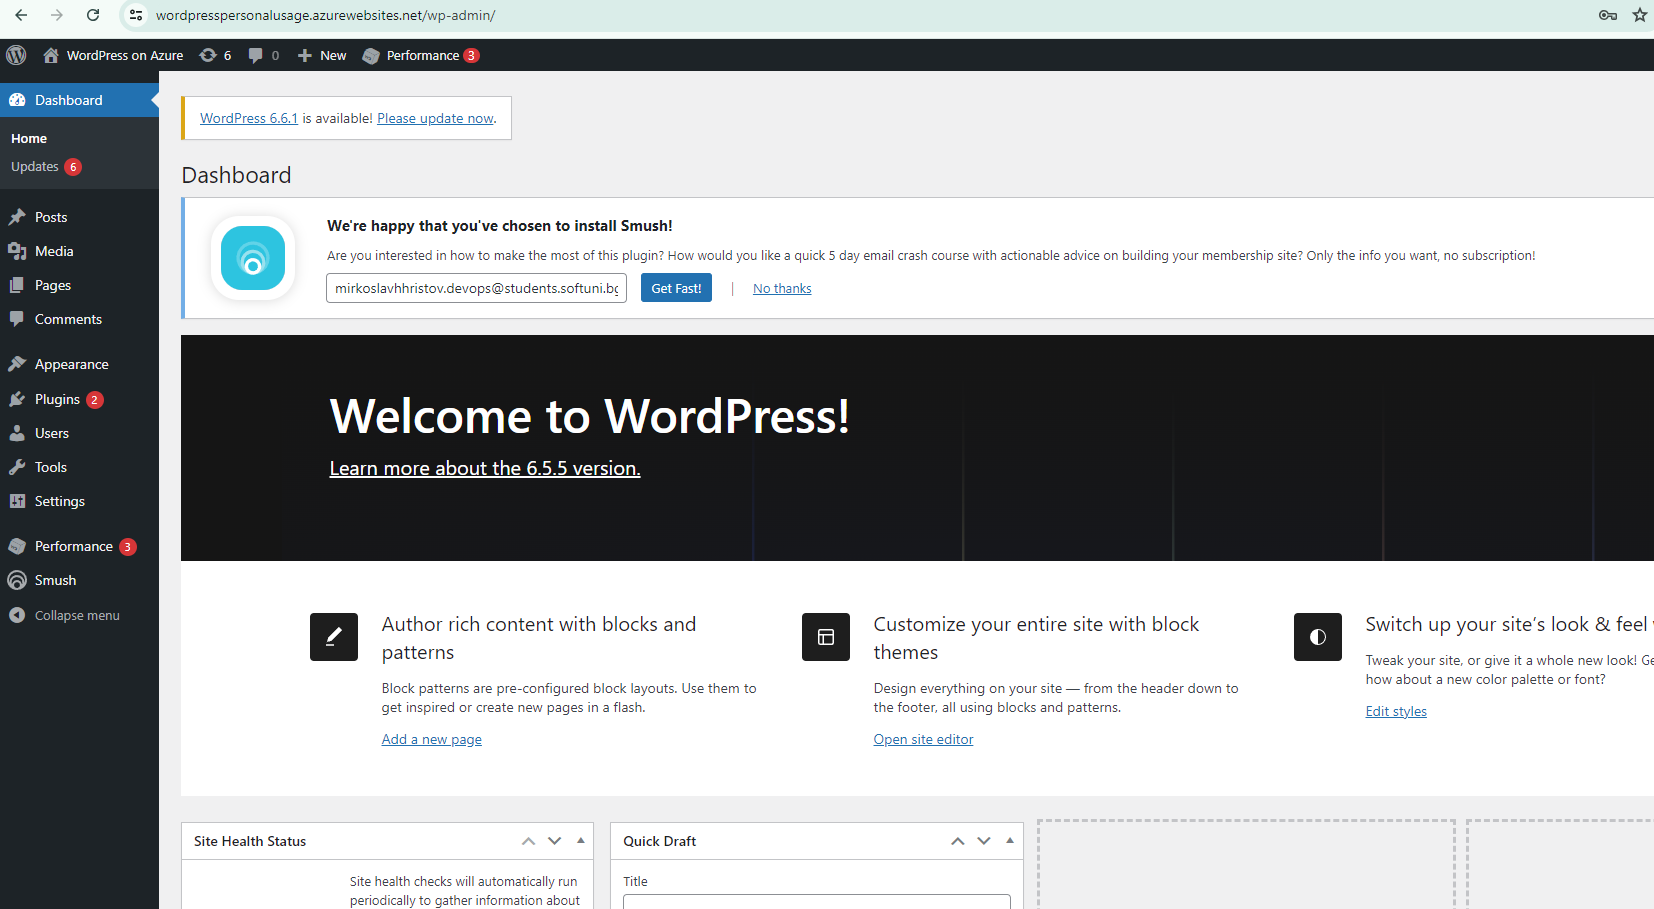 wordpresspersonalusage.azurewebsites.net/wp-admin/
WordPress on Azure 6 0 New Performance 3
Dashboard
Home
Updates 6
Posts
Media
Pages
Comments
Appearance
Plugins 2
Users
Tools
Settings
Performance 3
Smush
Collapse menu
WordPress 6.6.1 is available! Please update now.
Dashboard
We're happy that you've chosen to install Smush!
Are you interested in how to make the most of this plugin? How would you like a quick 5 day email crash course with actionable advice on building your membership site? Only the info you want, no subscription!
mirkoslavhhristov.devops@students.softuni.bg Get Fast! | No thanks
Welcome to WordPress!
Learn more about the 6.5.5 version.
Author rich content with blocks and
patterns
Block patterns are pre-configured block layouts. Use them to
get inspired or create new pages in a flash.
Add a new page
Customize your entire site with block
themes
Design everything on your site — from the header down to
the footer, all using blocks and patterns.
Open site editor
Switch up your site's look & feel
Tweak your site, or give it a whole new look! Ge
how about a new color palette or font?
Edit styles
Site Health Status
Site health checks will automatically run
periodically to gather information about
Quick Draft
Title